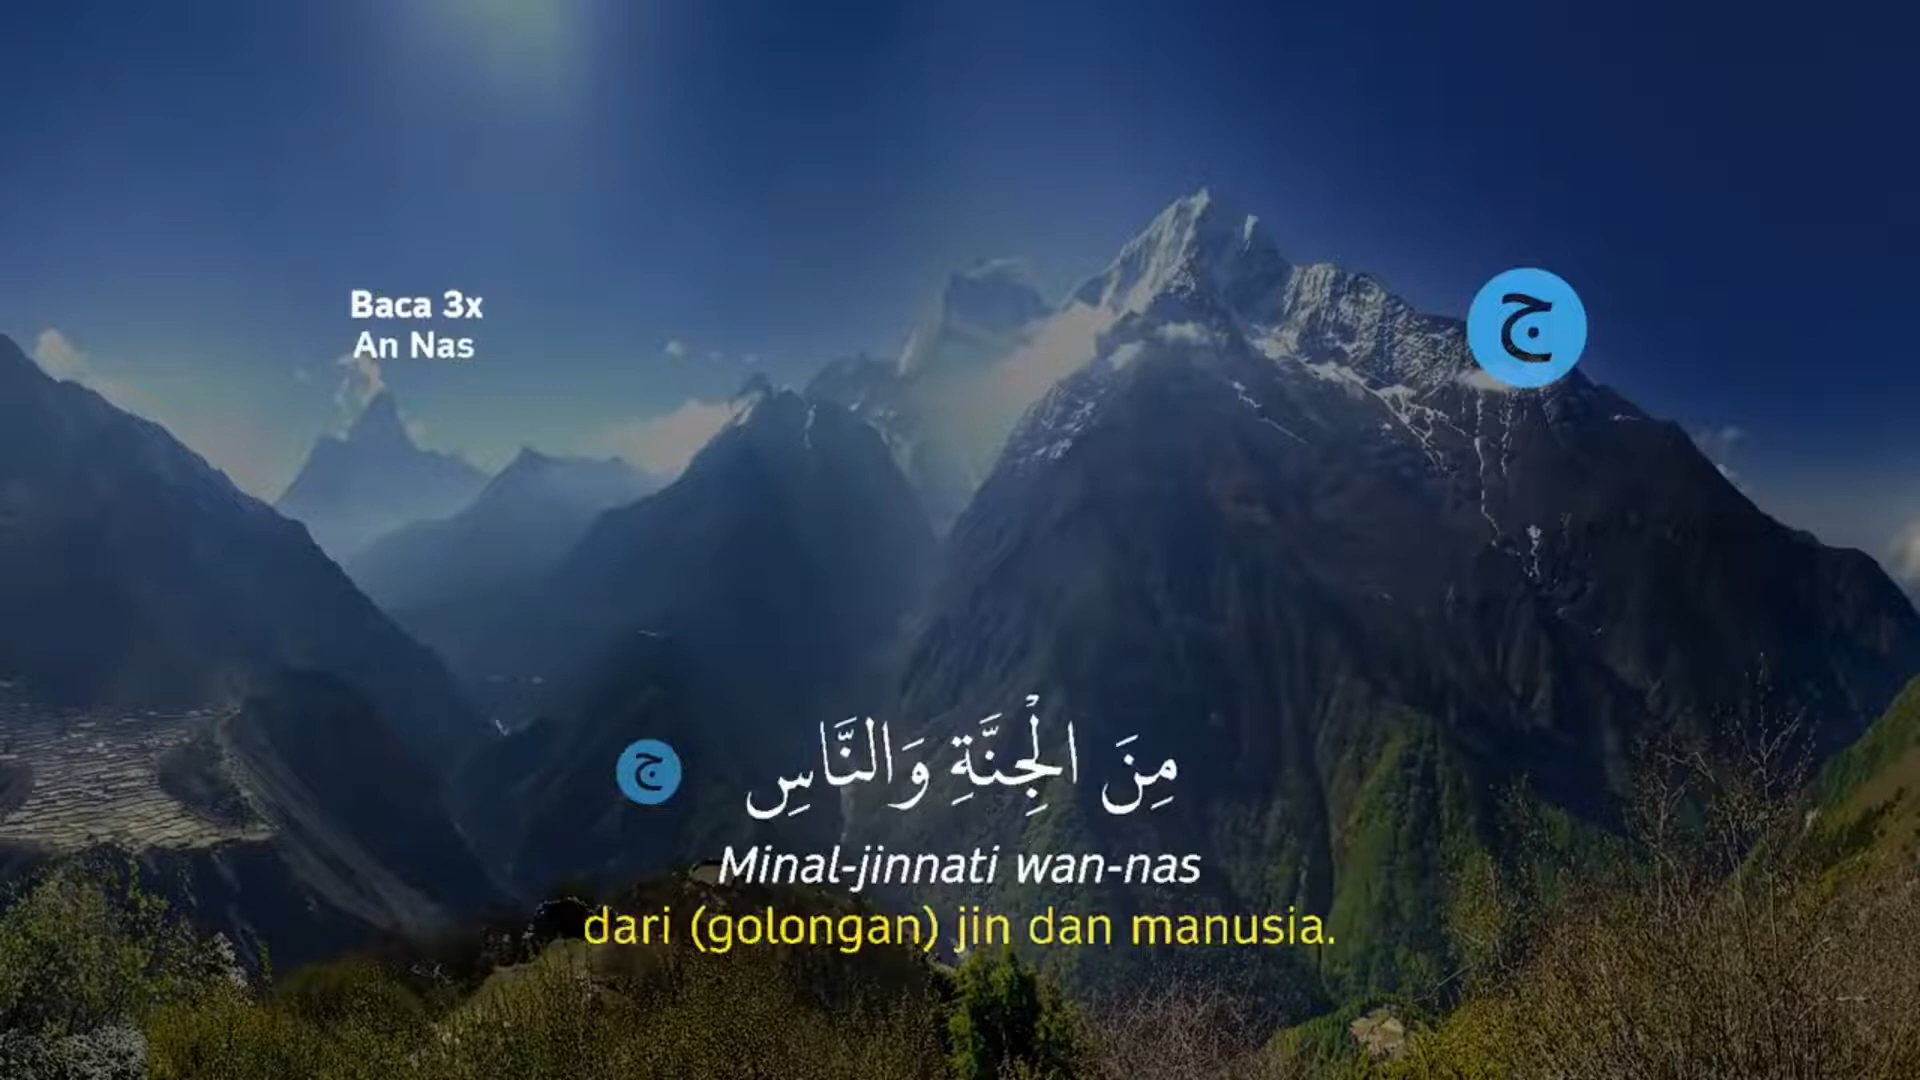 Baca 3x
An Nas
ج
مِنَ الْجِنَّةِ وَالنَّاسِ ج
Minal-jinnati wan-nas
dari (golongan) jin dan manusia.